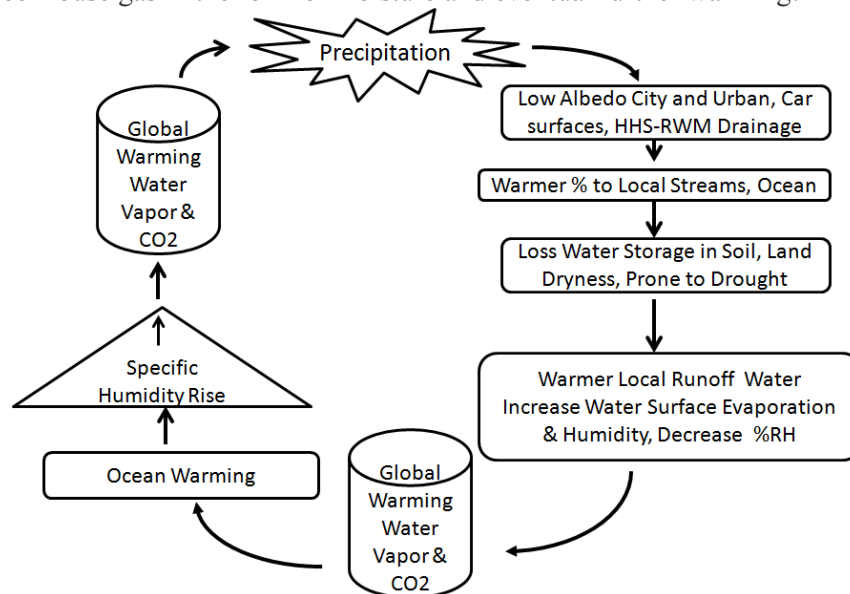 Precipitation
Low Albedo City and Urban, Car
surfaces, HHS-RWM Drainage
Warmer % to Local Streams, Ocean
Loss Water Storage in Soil, Land
Dryness, Prone to Drought
Warmer Local Runoff Water
Increase Water Surface Evaporation
& Humidity, Decrease %RH
Global
Warming
Water
Vapor &
CO2
Ocean Warming
Specific
Humidity Rise
Global
Warming
Water
Vapor &
CO2